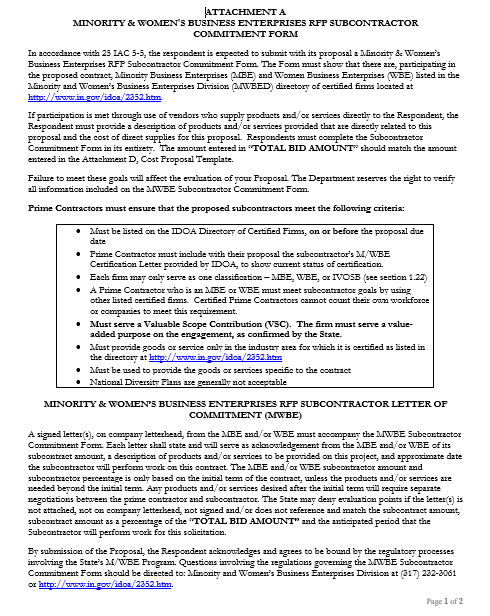 ATTACHMENT A
MINORITY & WOMEN'S BUSINESS ENTERPRISES RFP SUBCONTRACTOR
COMMITMENT FORM
In accordance with 25 IAC 5-5, the respondent is expected to submit with its proposal a Minority & Women's
Business Enterprises RFP Subcontractor Commitment Form. The Form must show that there are, participating in
the proposed contract, Minority Business Enterprises (MBE) and Women Business Enterprises (WBE) listed in the
Minority and Women's Business Enterprises Division (MWBED) directory of certified firms located at
http://www.in.gov/idoa/2352.htm.
If participation is met through use of vendors who supply products and/or services directly to the Respondent, the
Respondent must provide a description of products and/or services provided that are directly related to this
proposal and the cost of direct supplies for this proposal. Respondents must complete the Subcontractor
Commitment Form in its entirety. The amount entered in "TOTAL BID AMOUNT" should match the amount
entered in the Attachment D, Cost Proposal Template.
Failure to meet these goals will affect the evaluation of your Proposal. The Department reserves the right to verify
all information included on the MWBE Subcontractor Commitment Form.
Prime Contractors must ensure that the proposed subcontractors meet the following criteria:
• Must be listed on the IDOA Directory of Certified Firms, on or before the proposal due
date
• Prime Contractor must include with their proposal the subcontractor's M/WBE
Certification Letter provided by IDOA, to show current status of certification.
• Each firm may only serve as one classification – MBE, WBE, or IVOSB (see section 1.22)
• A Prime Contractor who is an MBE or WBE must meet subcontractor goals by using
other listed certified firms. Certified Prime Contractors cannot count their own workforce
or companies to meet this requirement.
• Must serve a Valuable Scope Contribution (VSC). The firm must serve a value-
added purpose on the engagement, as confirmed by the State.
• Must provide goods or service only in the industry area for which it is certified as listed in
the directory at http://www.in.gov/idoa/2352.htm
• Must be used to provide the goods or services specific to the contract
• National Diversity Plans are generally not acceptable
MINORITY & WOMEN'S BUSINESS ENTERPRISES RFP SUBCONTRACTOR LETTER OF
COMMITMENT (MWBE)
A signed letter(s), on company letterhead, from the MBE and/or WBE must accompany the MWBE Subcontractor
Commitment Form. Each letter shall state and will serve as acknowledgement from the MBE and/or WBE of its
subcontract amount, a description of products and/or services to be provided on this project, and approximate date
the subcontractor will perform work on this contract. The MBE and/or WBE subcontractor amount and
subcontractor percentage is only based on the initial term of the contract, unless the products and/or services are
needed beyond the initial term. Any products and/or services desired after the initial term will require separate
negotiations between the prime contractor and subcontractor. The State may deny evaluation points if the letter(s) is
not attached, not on company letterhead, not signed and/or does not reference and match the subcontract amount,
subcontract amount as a percentage of the "TOTAL BID AMOUNT" and the anticipated period that the
Subcontractor will perform work for this solicitation.
By submission of the Proposal, the Respondent acknowledges and agrees to be bound by the regulatory processes
involving the State's M/WBE Program. Questions involving the regulations governing the MWBE Subcontractor
Commitment Form should be directed to: Minority and Women's Business Enterprises Division at (317) 232-3061
or http://www.in.gov/idoa/2352.htm.
Page 1 of 2